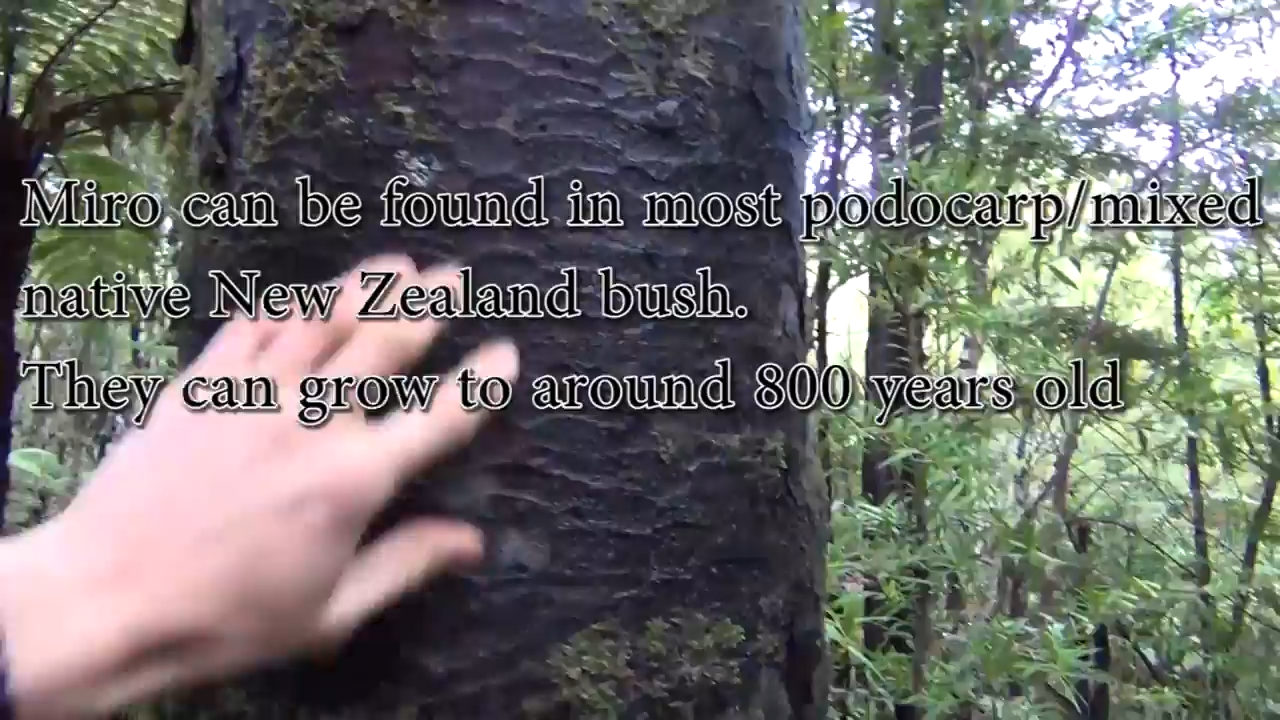 Miro can be found in most podocarp/mixed
native New Zealand bush.
They can grow to around 800 years old